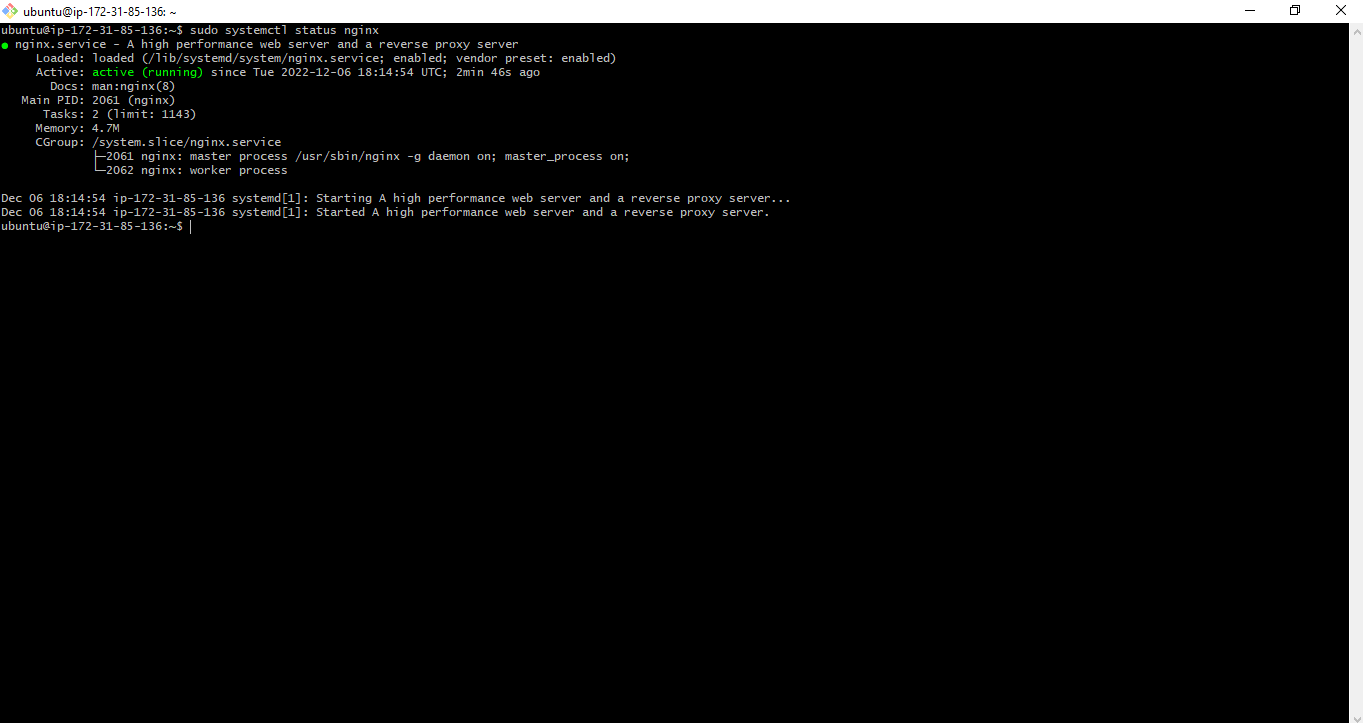 ubuntu@ip-172-31-85-136: ~
ubuntu@ip-172-31-85-136:~$ sudo systemctl status nginx
● nginx.service - A high performance web server and a reverse proxy server
     Loaded: loaded (/lib/systemd/system/nginx.service; enabled; vendor preset: enabled)
     Active: active (running) since Tue 2022-12-06 18:14:54 UTC; 2min 46s ago
       Docs: man:nginx(8)
   Main PID: 2061 (nginx)
      Tasks: 2 (limit: 1143)
     Memory: 4.7M
     CGroup: /system.slice/nginx.service
             ├─2061 nginx: master process /usr/sbin/nginx -g daemon on; master_process on;
             └─2062 nginx: worker process
Dec 06 18:14:54 ip-172-31-85-136 systemd[1]: Starting A high performance web server and a reverse proxy server...
Dec 06 18:14:54 ip-172-31-85-136 systemd[1]: Started A high performance web server and a reverse proxy server.
ubuntu@ip-172-31-85-136:~$